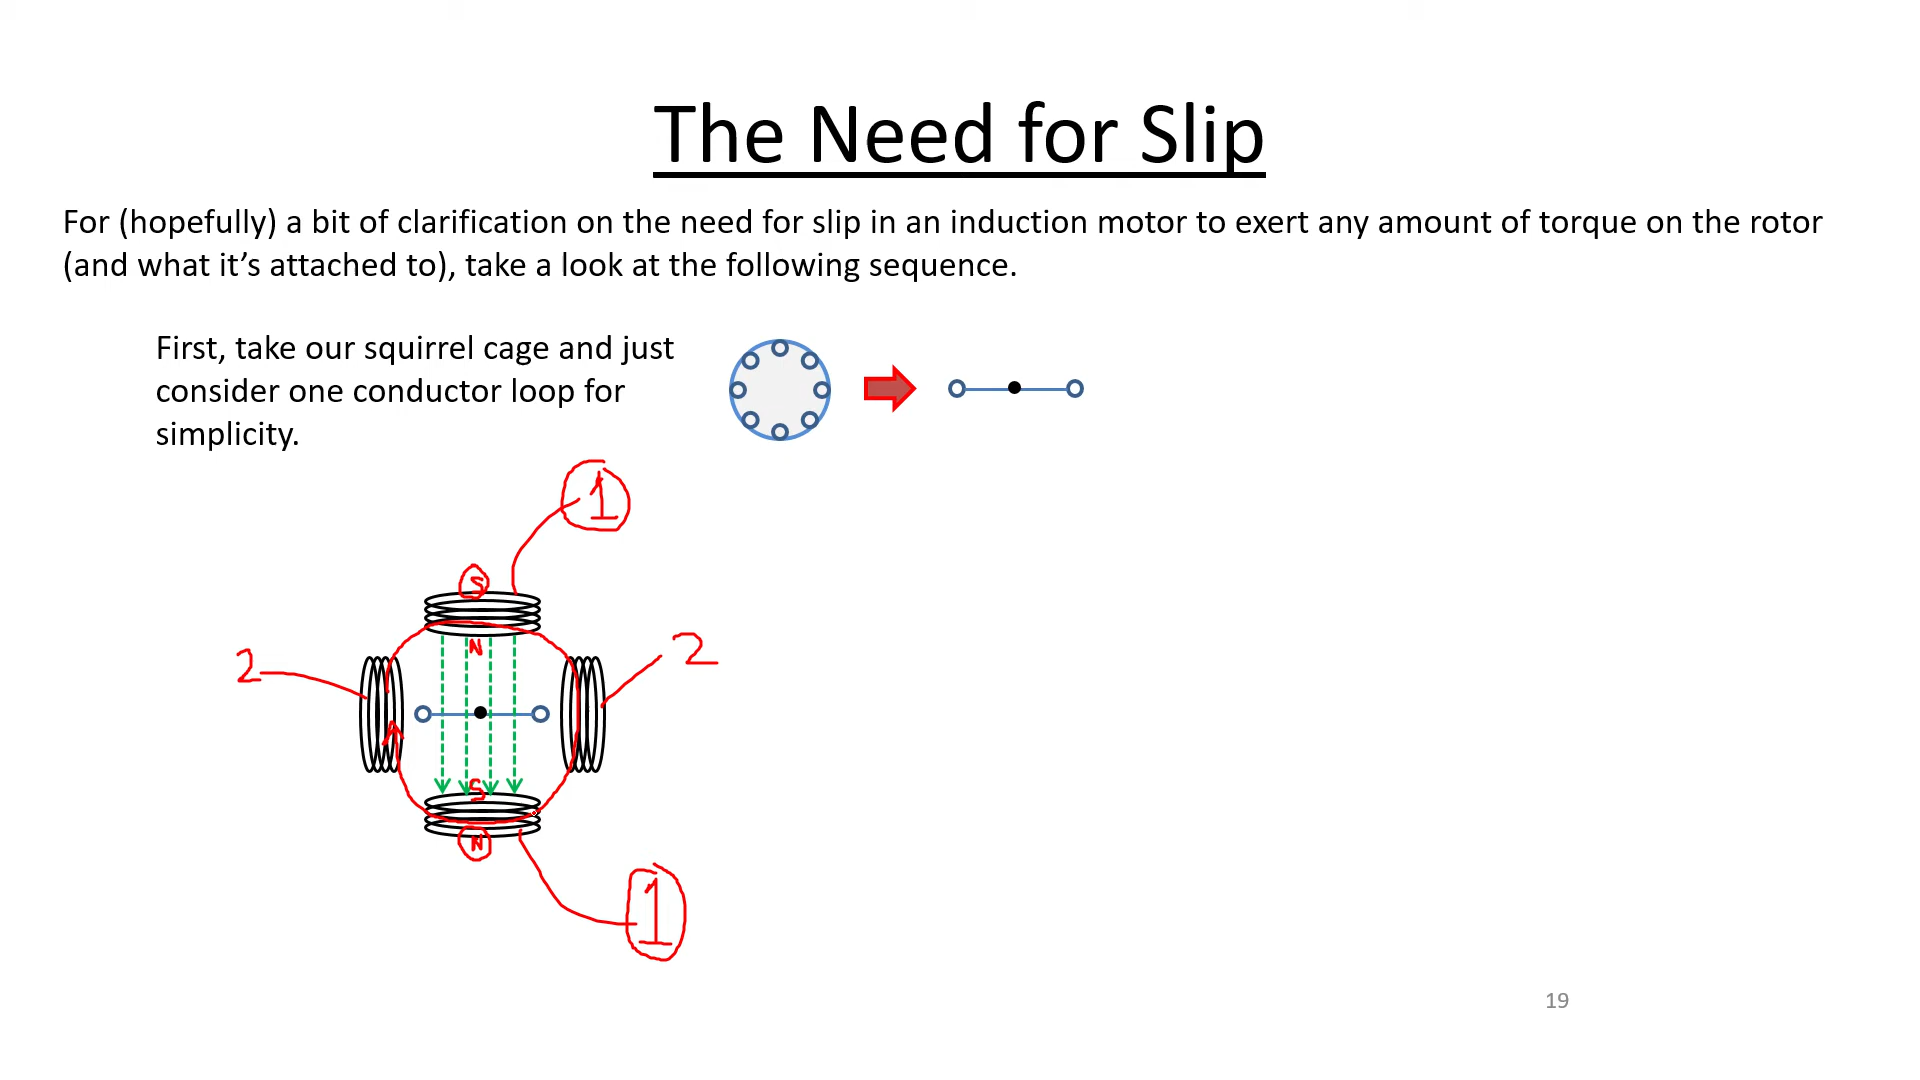 The Need for Slip
For (hopefully) a bit of clarification on the need for slip in an induction motor to exert any amount of torque on the rotor
(and what it’s attached to), take a look at the following sequence.
First, take our squirrel cage and just
consider one conductor loop for
simplicity.
1
S
N
2
2
S
N
1
19